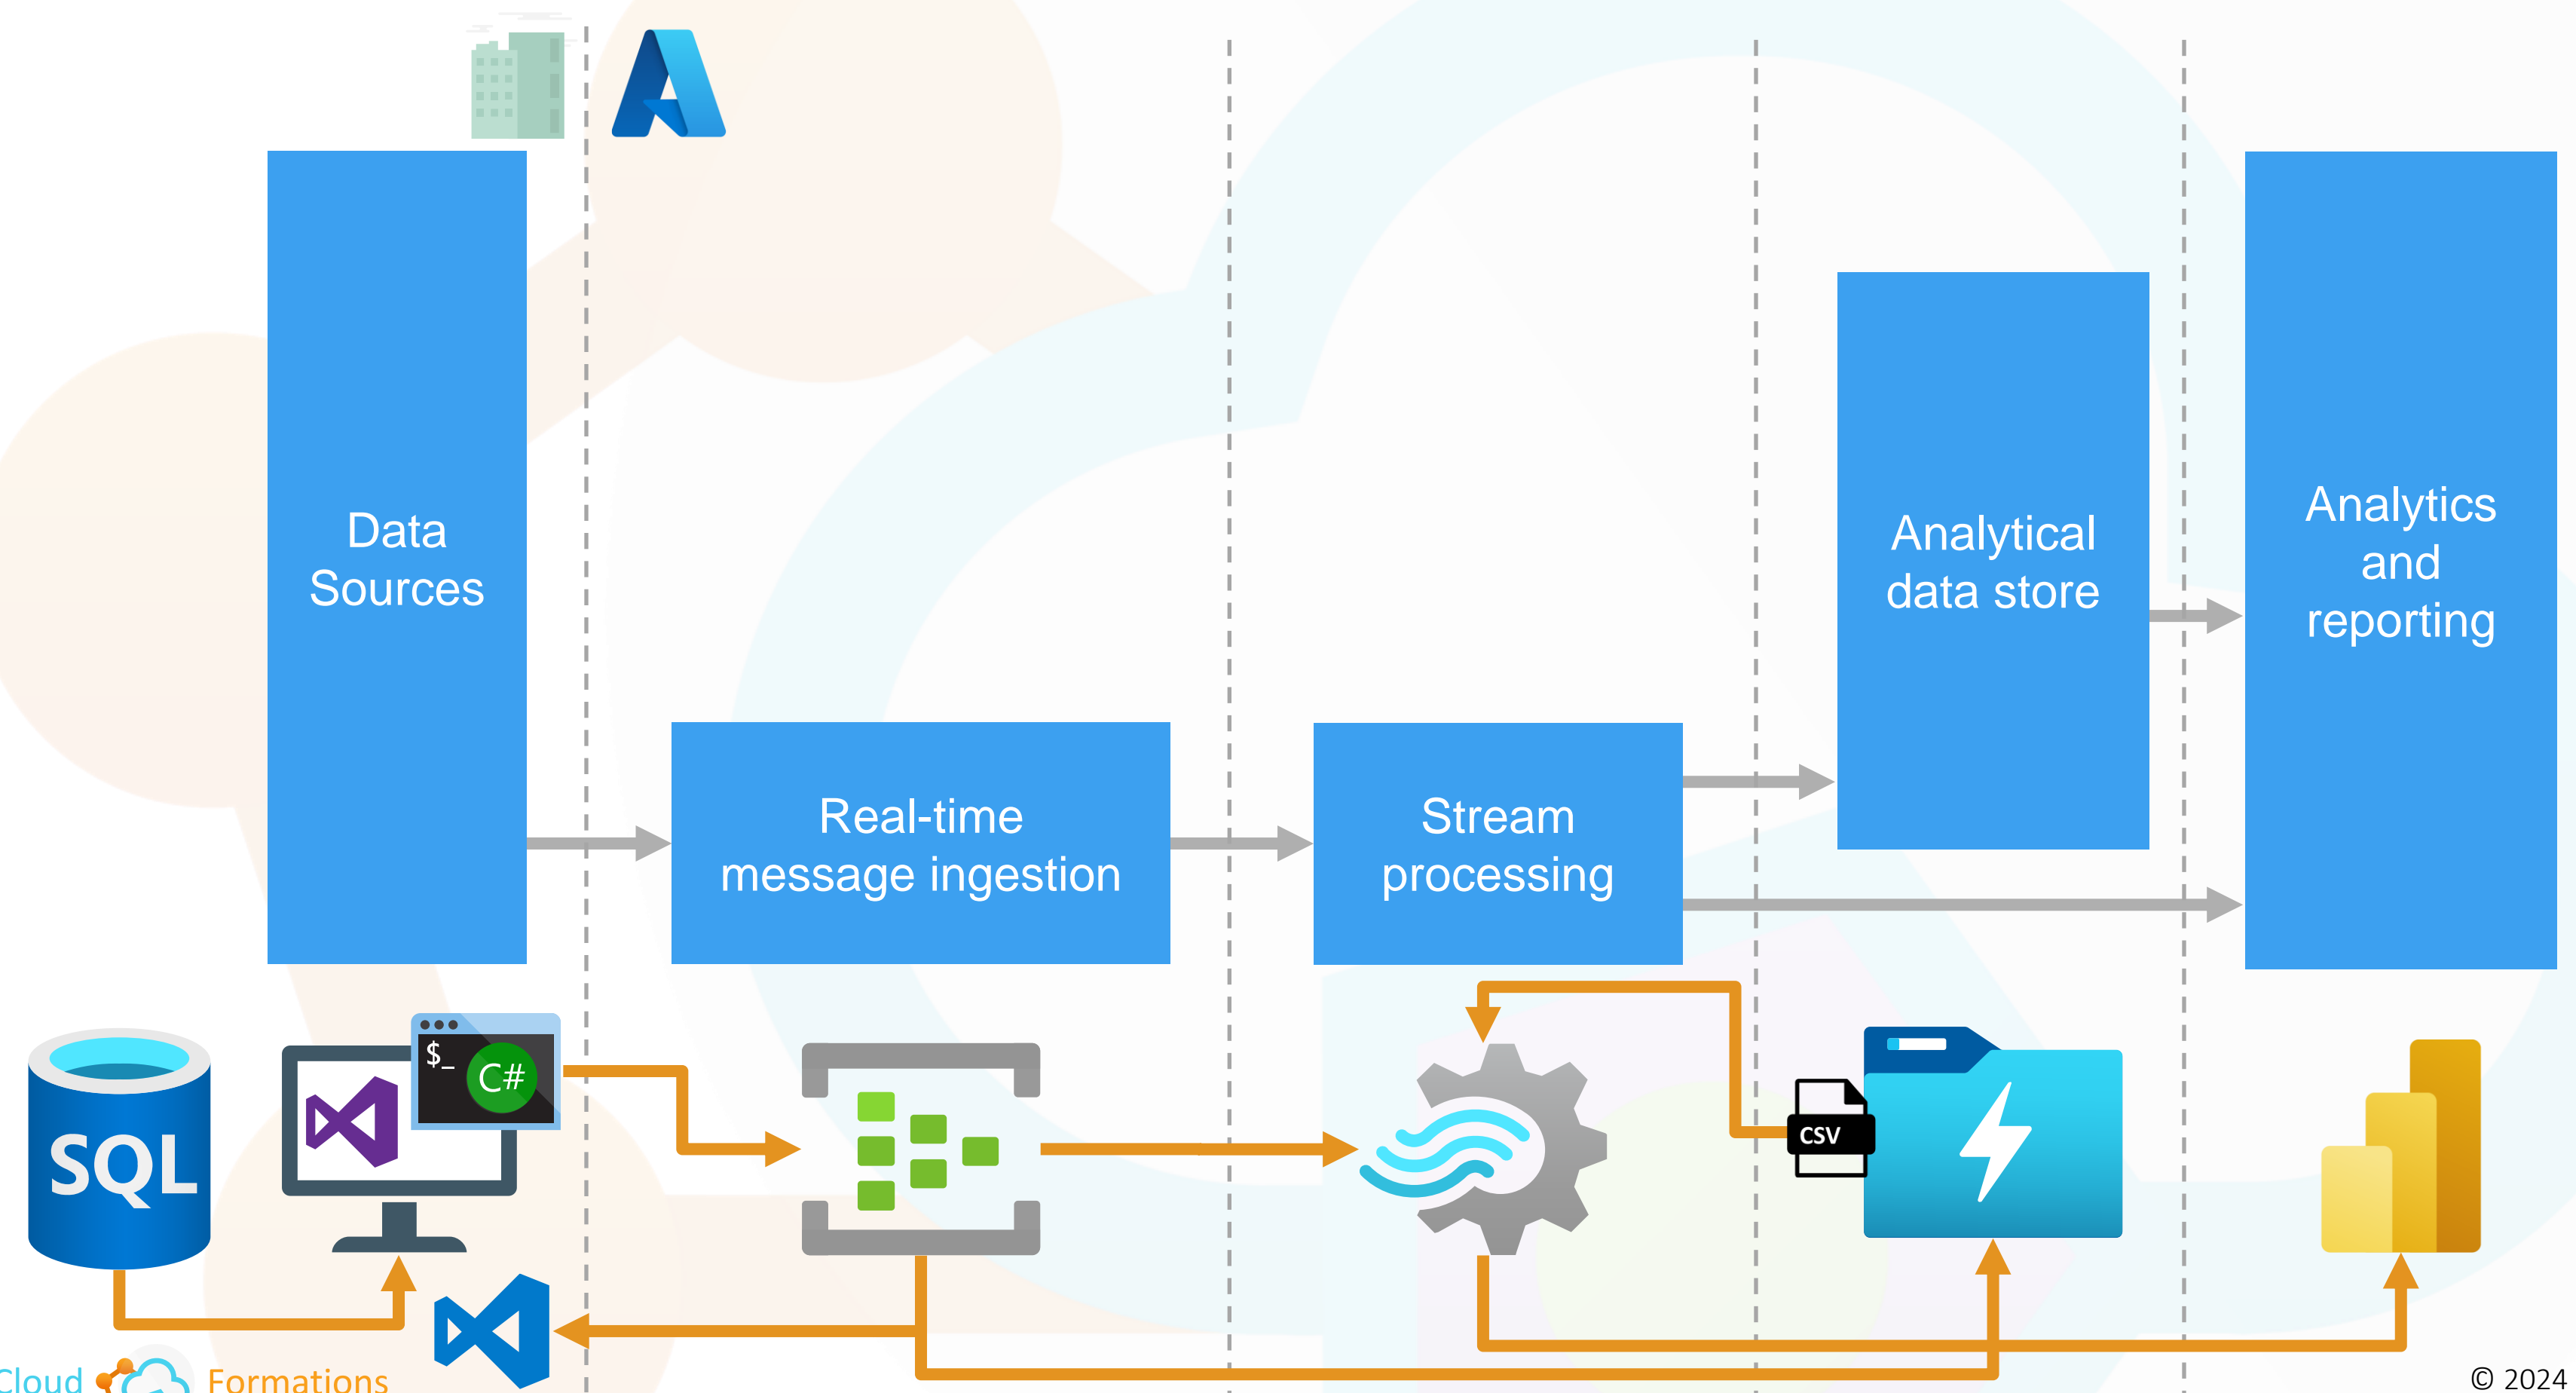 Data
Sources
Real-time
message ingestion
Stream
processing
Analytical
data store
Analytics
and
reporting
SQL
$_
C#
CSV
Cloud Formations
© 2024